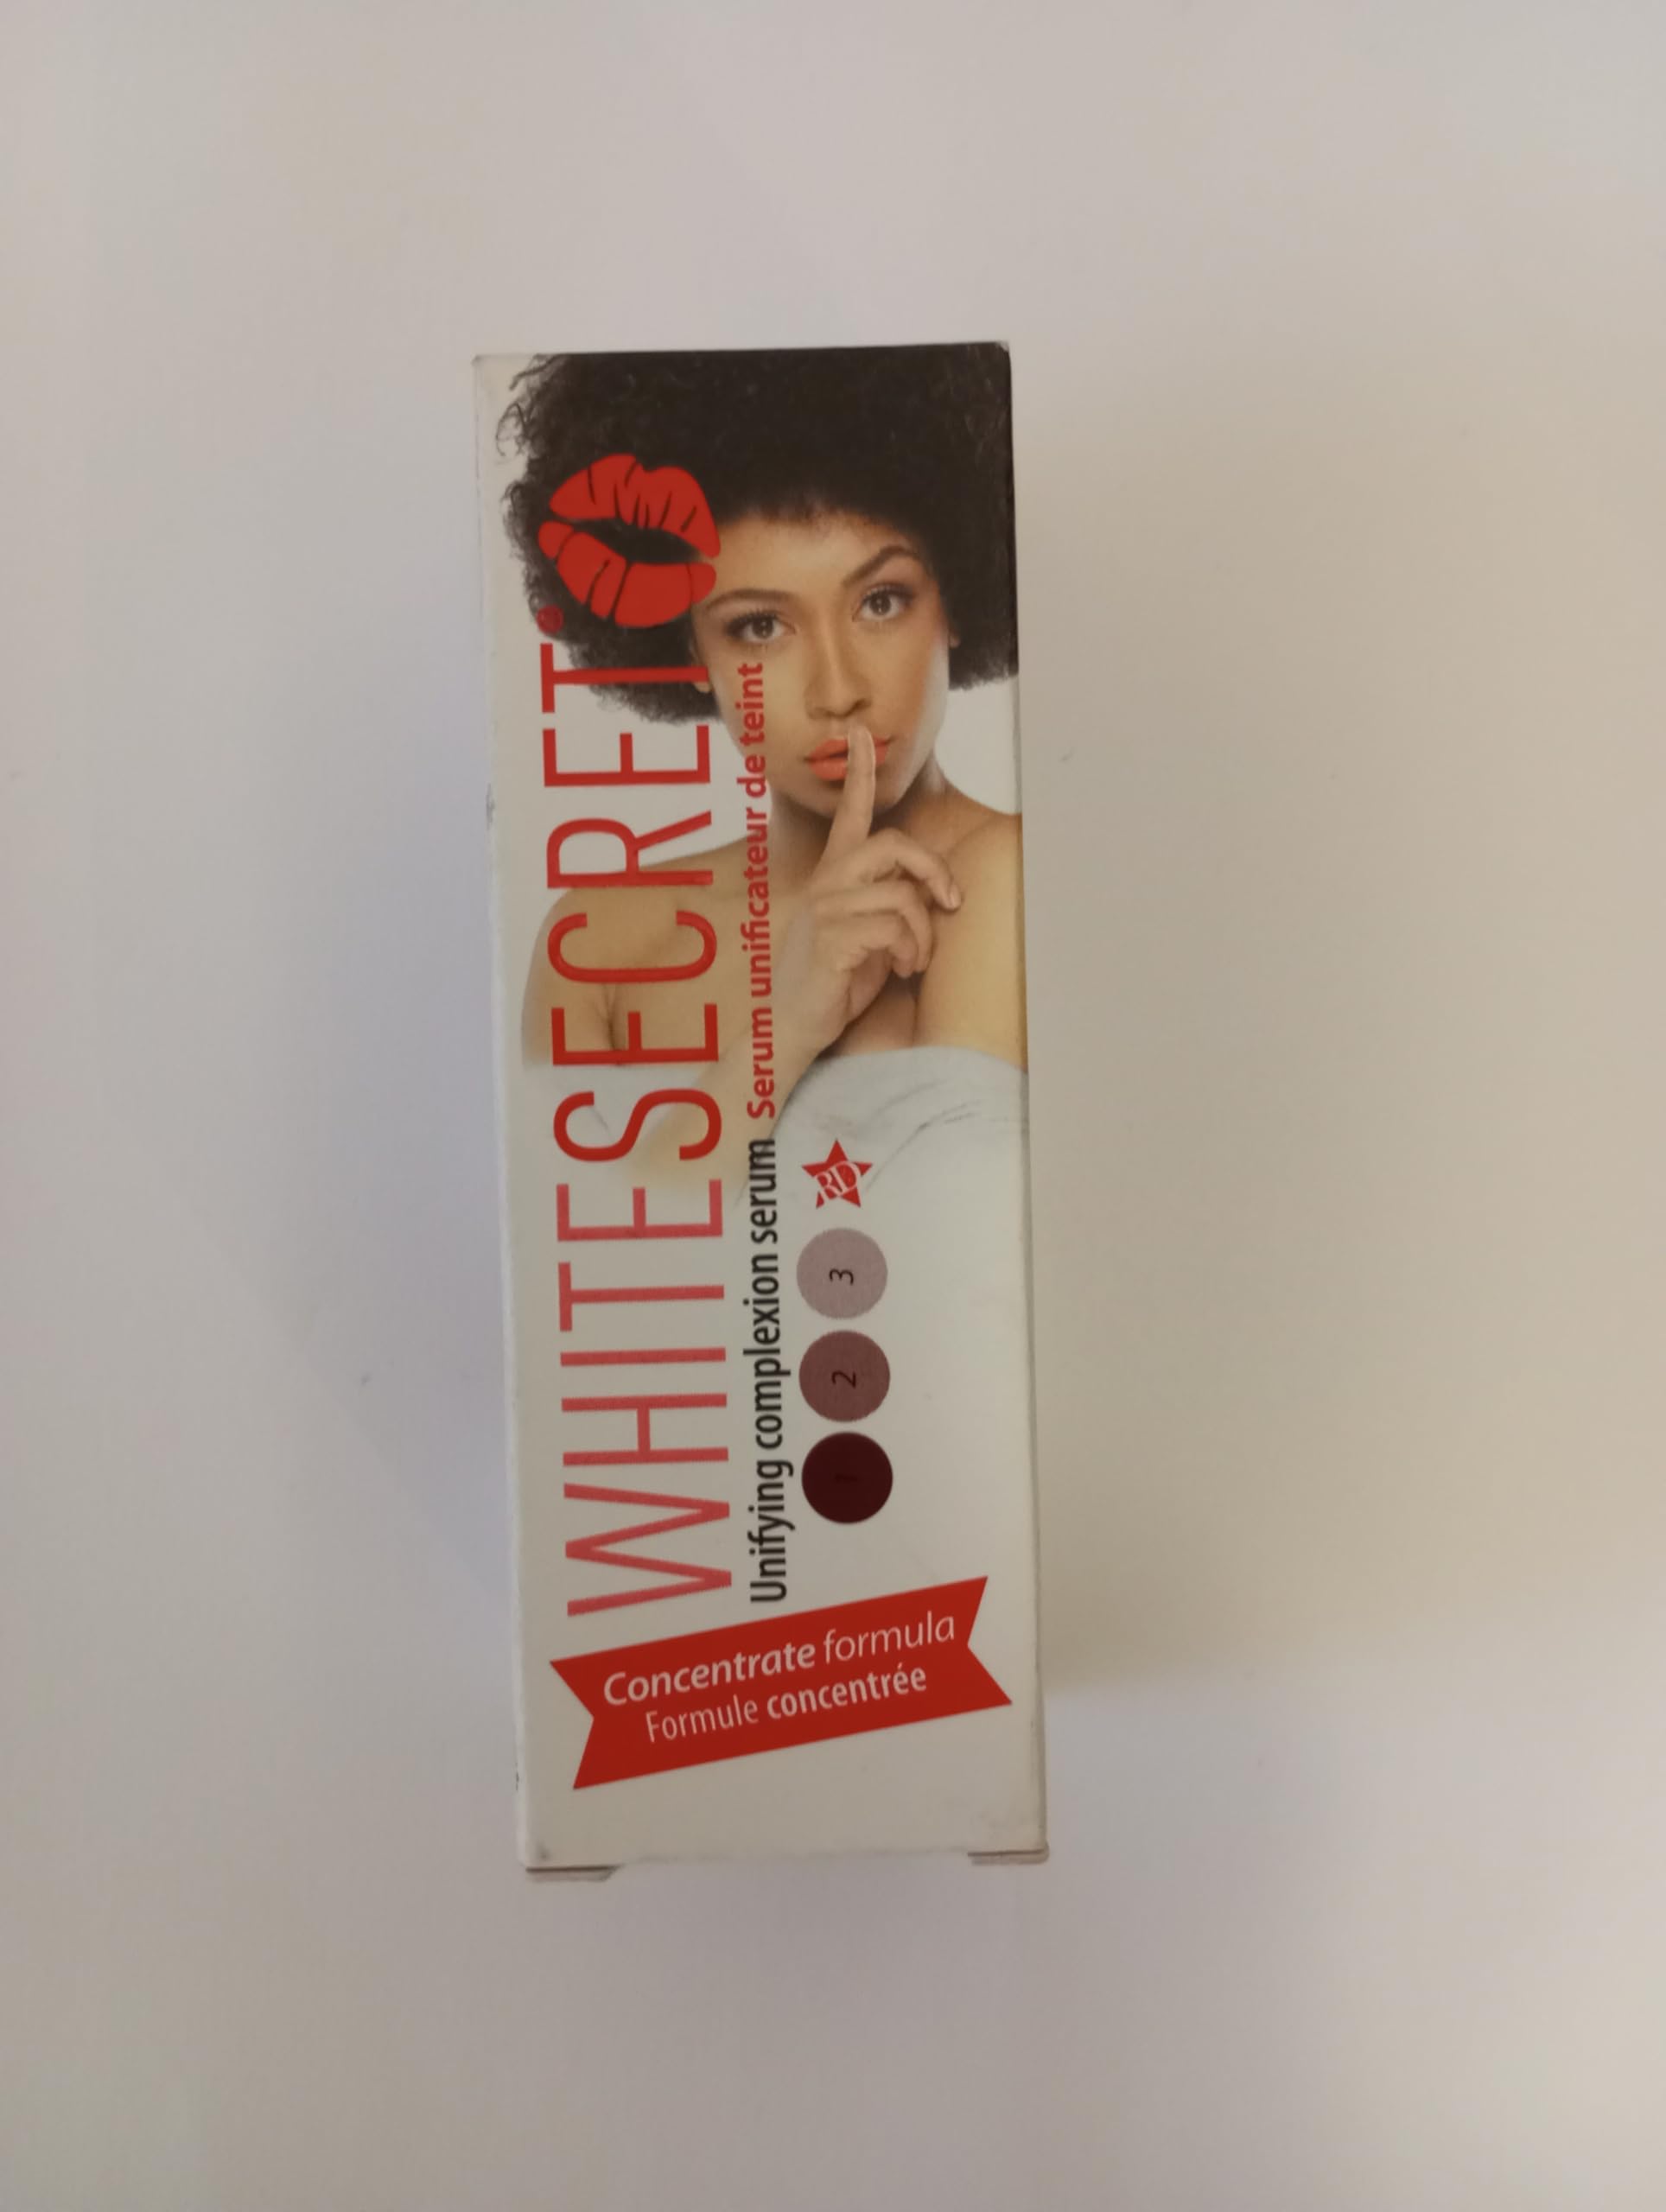 WHITESECRET®
Unifying complexion serum Serum unificateur de teint
1 2 3 RD
Concentrate formula
Formule concentrée